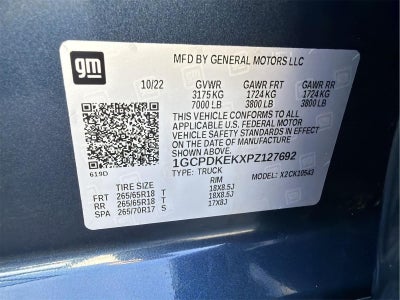 gm
MFD BY GENERAL MOTORS LLC
10/22 GVWR GAWR FRT GAWR RR
3175 KG 1724 KG 1724 KG
7000 LB 3800 LB 3800 LB
THIS VEHICLE CONFORMS TO ALL
APPLICABLE U.S. FEDERAL MOTOR
VEHICLE SAFETY STANDARDS IN EFFECT ON THE
DATE OF MANUFACTURE SHOWN ABOVE.
1GCPDKEKXPZ127692
619D TYPE: TRUCK MODEL: X2CK10543
TIRE SIZE RIM
FRT 265/65R18 T 18X8.5J
RR 265/65R18 T 18X8.5J
SPA 265/70R17 S 17X8J